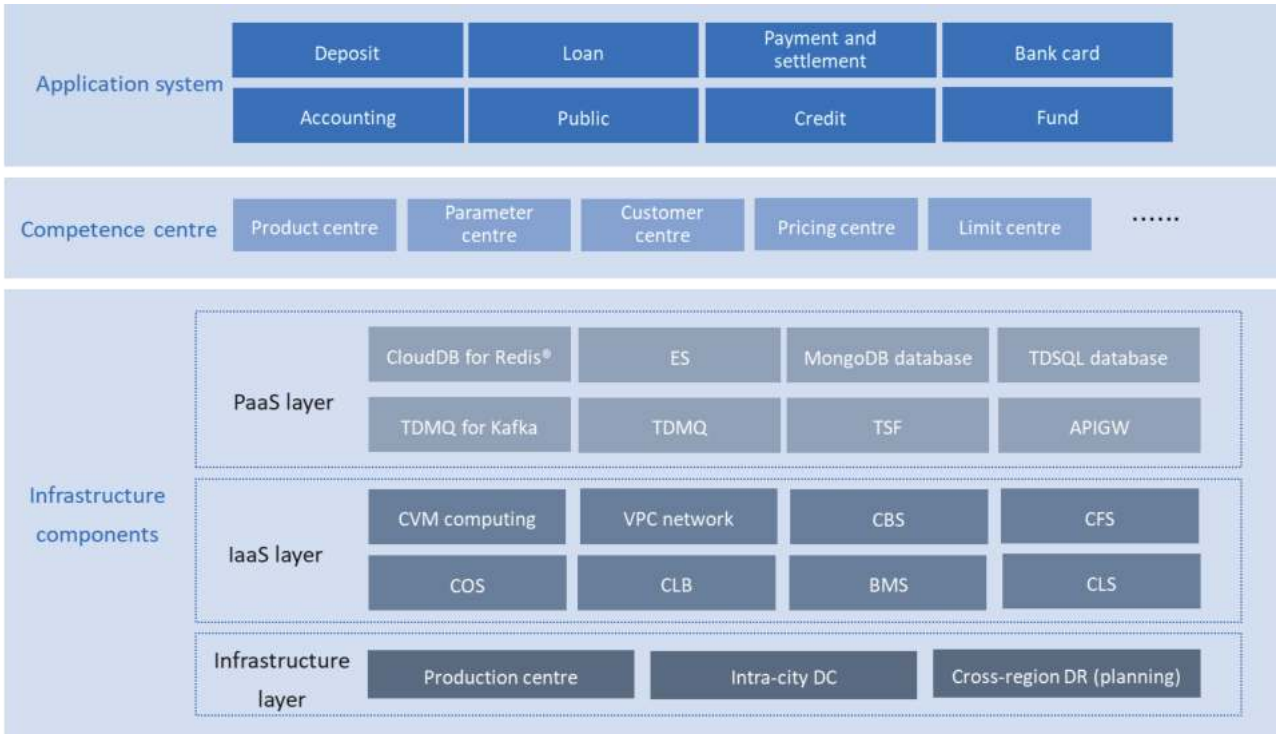 Application system
Deposit
Loan
Payment and
settlement
Bank card
Accounting
Public
Credit
Fund
Competence centre
Product centre
Parameter
centre
Customer
centre
Pricing centre
Limit centre
......
Infrastructure
components
PaaS layer
CloudDB for Redis®
ES
MongoDB database
TDSQL database
TDMQ for Kafka
TDMQ
TSF
APIGW
IaaS layer
CVM computing
VPC network
CBS
CFS
COS
CLB
BMS
CLS
Infrastructure
layer
Production centre
Intra-city DC
Cross-region DR (planning)